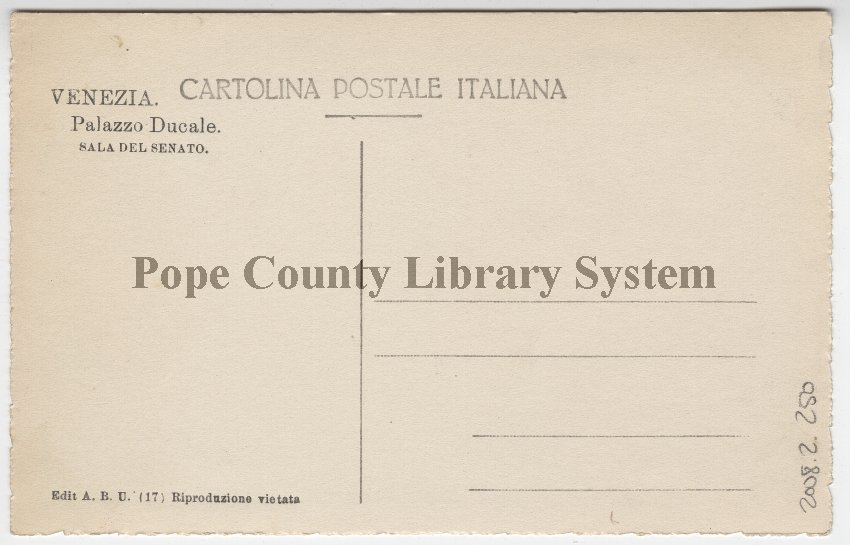 CARTOLINA POSTALE ITALIANA
VENEZIA.
Palazzo Ducale.
SALA DEL SENATO.
Pope County Library System
Edit A. B. U. (17) Riproduzione vietata
2008.2.250